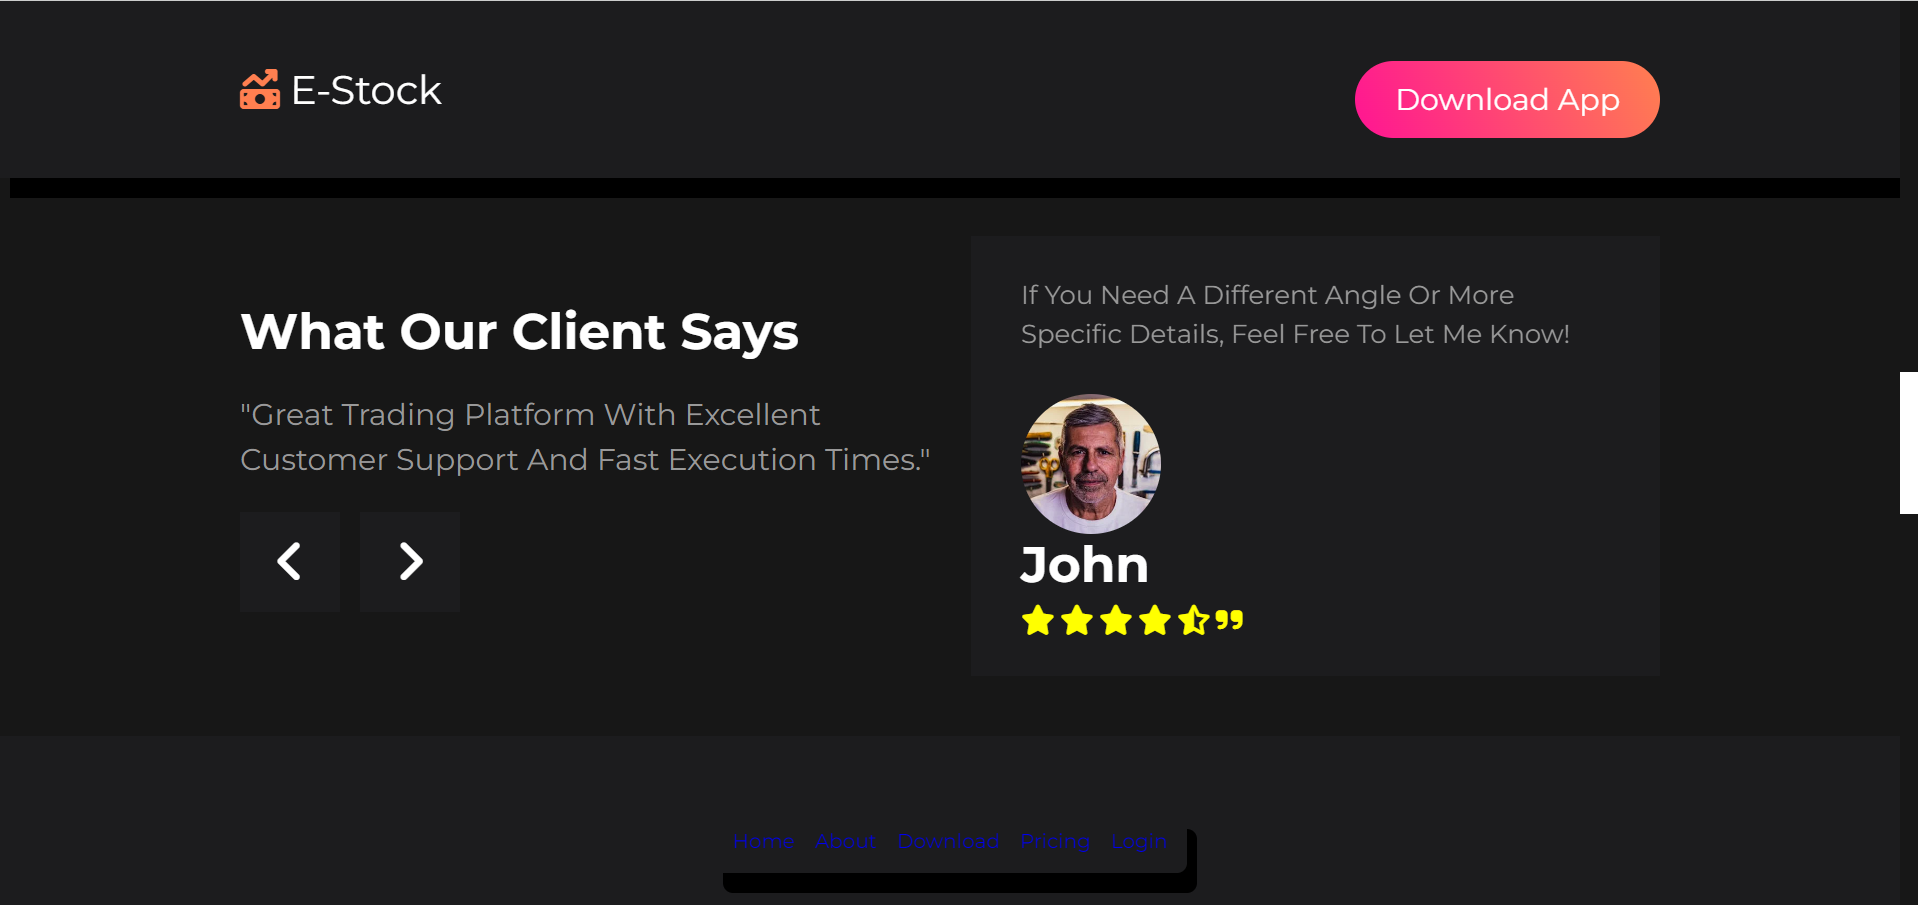 E-Stock
Download App
What Our Client Says
"Great Trading Platform With Excellent
Customer Support And Fast Execution Times."
If You Need A Different Angle Or More
Specific Details, Feel Free To Let Me Know!
John
Home About Download Pricing Login